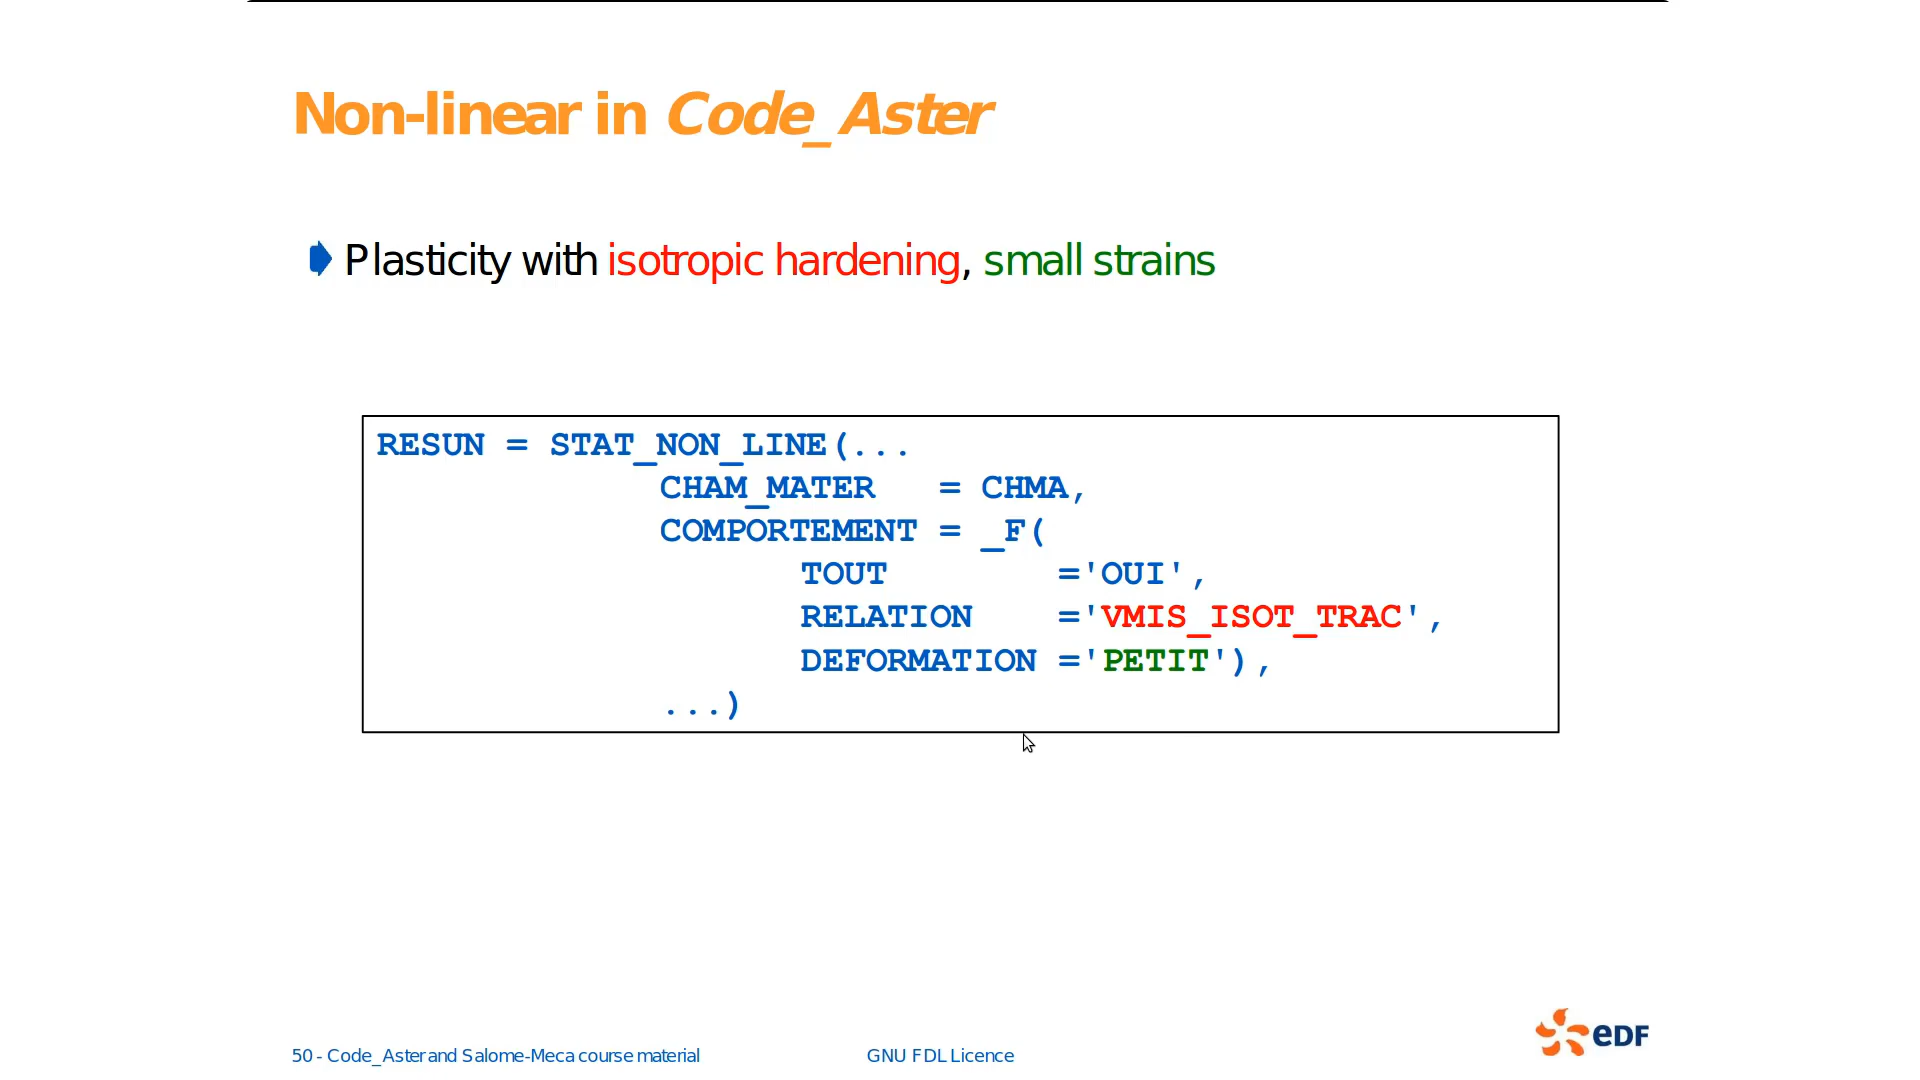 Non-linear in Code_Aster
Plasticity with isotropic hardening, small strains
RESUN = STAT_NON_LINE(...
CHAM_MATER   = CHMA,
COMPORTEMENT = _F(
TOUT        ='OUI',
RELATION    ='VMIS_ISOT_TRAC',
DEFORMATION ='PETIT'),
...)
50 - Code_Aster and Salome-Meca course material
GNU FDL Licence
eDF